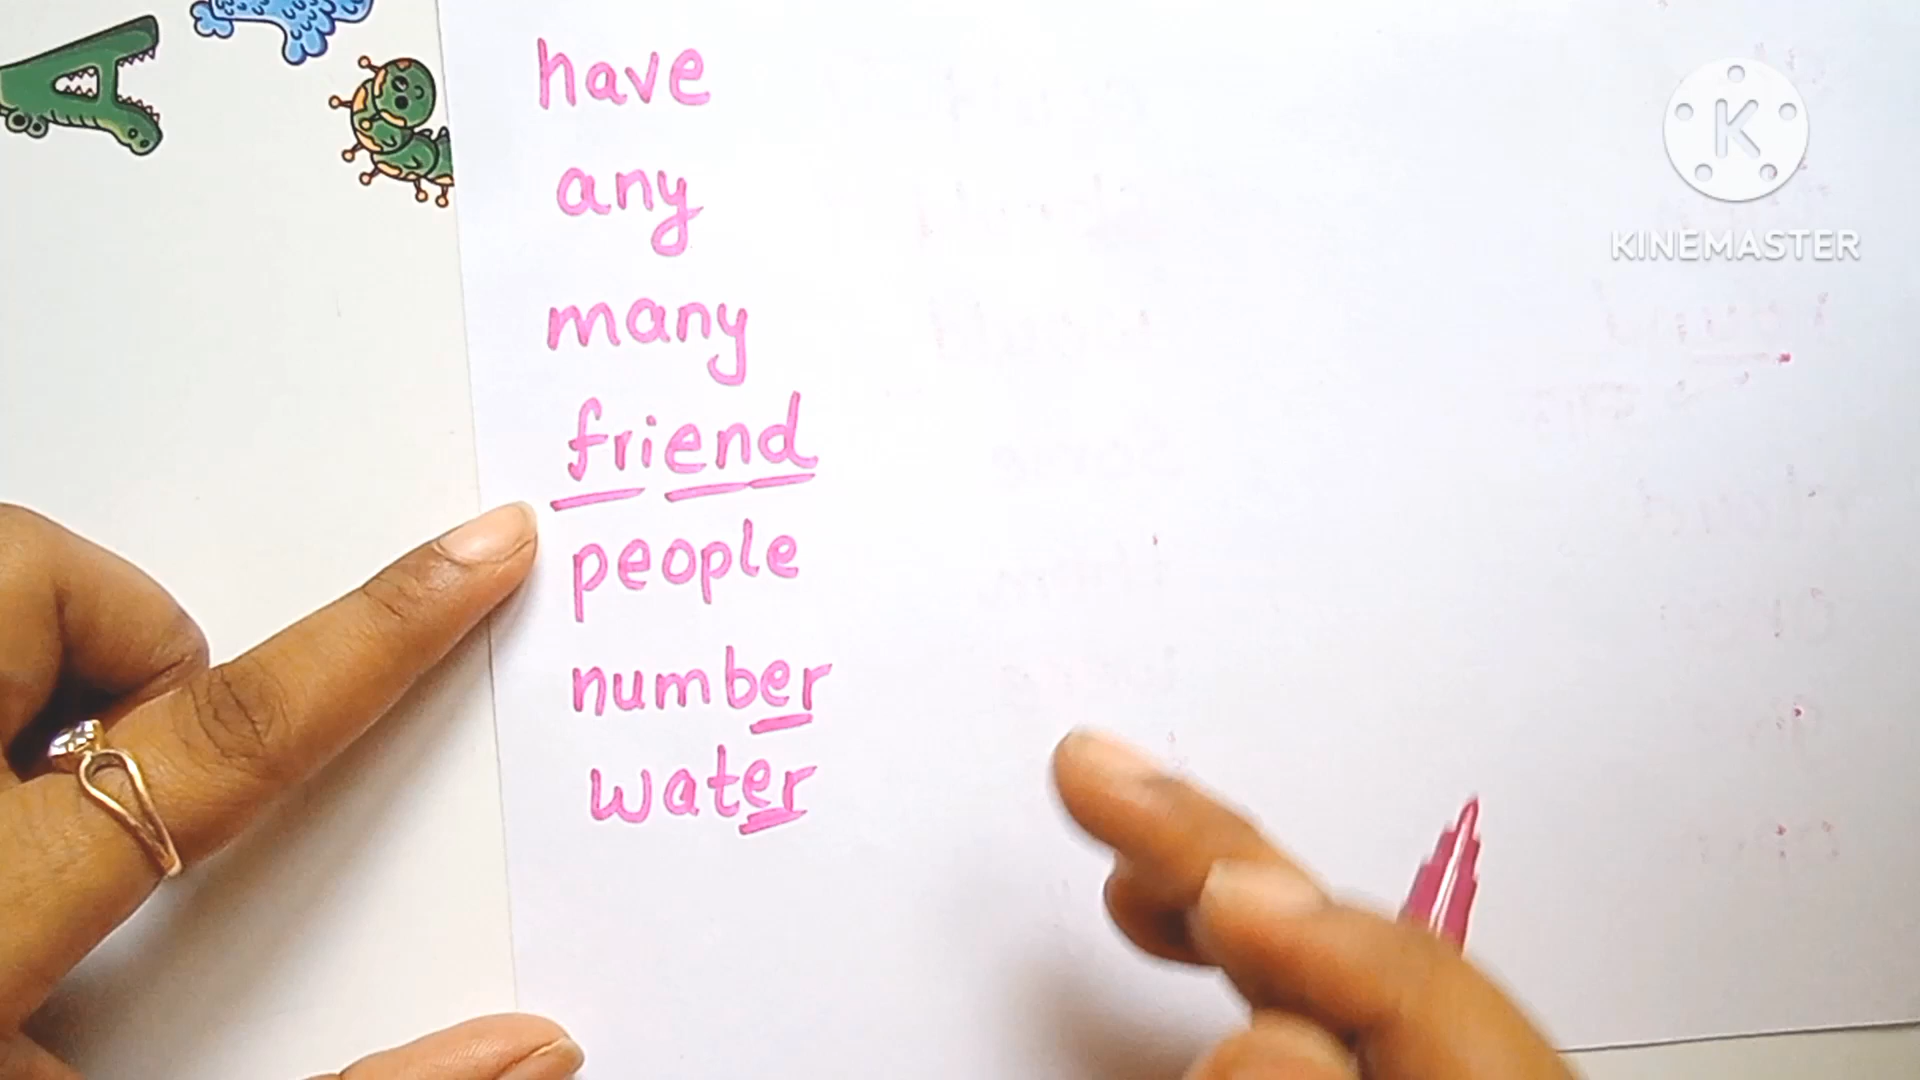 have
any
many
friend
people
number
water
K
KINEMASTER